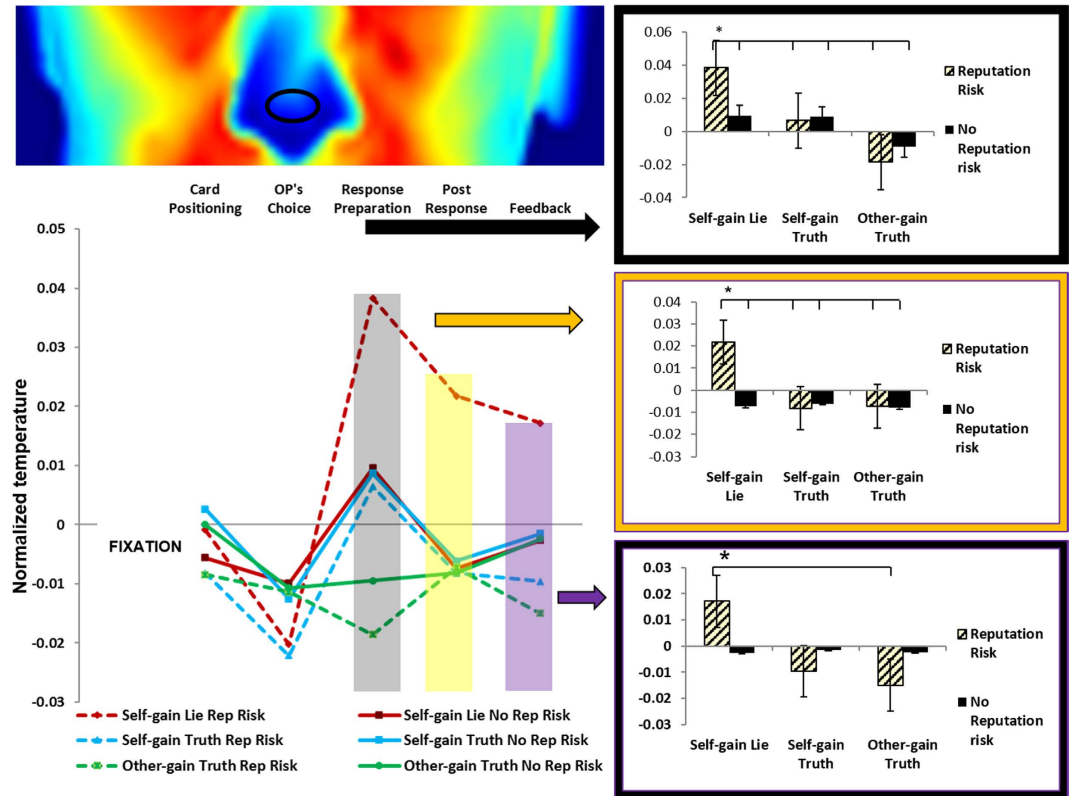 Card Positioning
OP's Choice
Response Preparation
Post Response
Feedback
Normalized temperature
0.05
0.04
0.03
0.02
0.01
0
-0.01
-0.02
-0.03
FIXATION
Self-gain Lie Rep Risk
Self-gain Lie No Rep Risk
Self-gain Truth Rep Risk
Self-gain Truth No Rep Risk
Other-gain Truth Rep Risk
Other-gain Truth No Rep Risk
0.06
0.04
0.02
0
-0.02
-0.04
*
Self-gain Lie
Self-gain Truth
Other-gain Truth
Reputation Risk
No Reputation risk
0.04
0.03
0.02
0.01
0
-0.01
-0.02
-0.03
*
Self-gain Lie
Self-gain Truth
Other-gain Truth
Reputation Risk
No Reputation risk
0.03
0.02
0.01
0
-0.01
-0.02
-0.03
*
Self-gain Lie
Self-gain Truth
Other-gain Truth
Reputation Risk
No Reputation risk